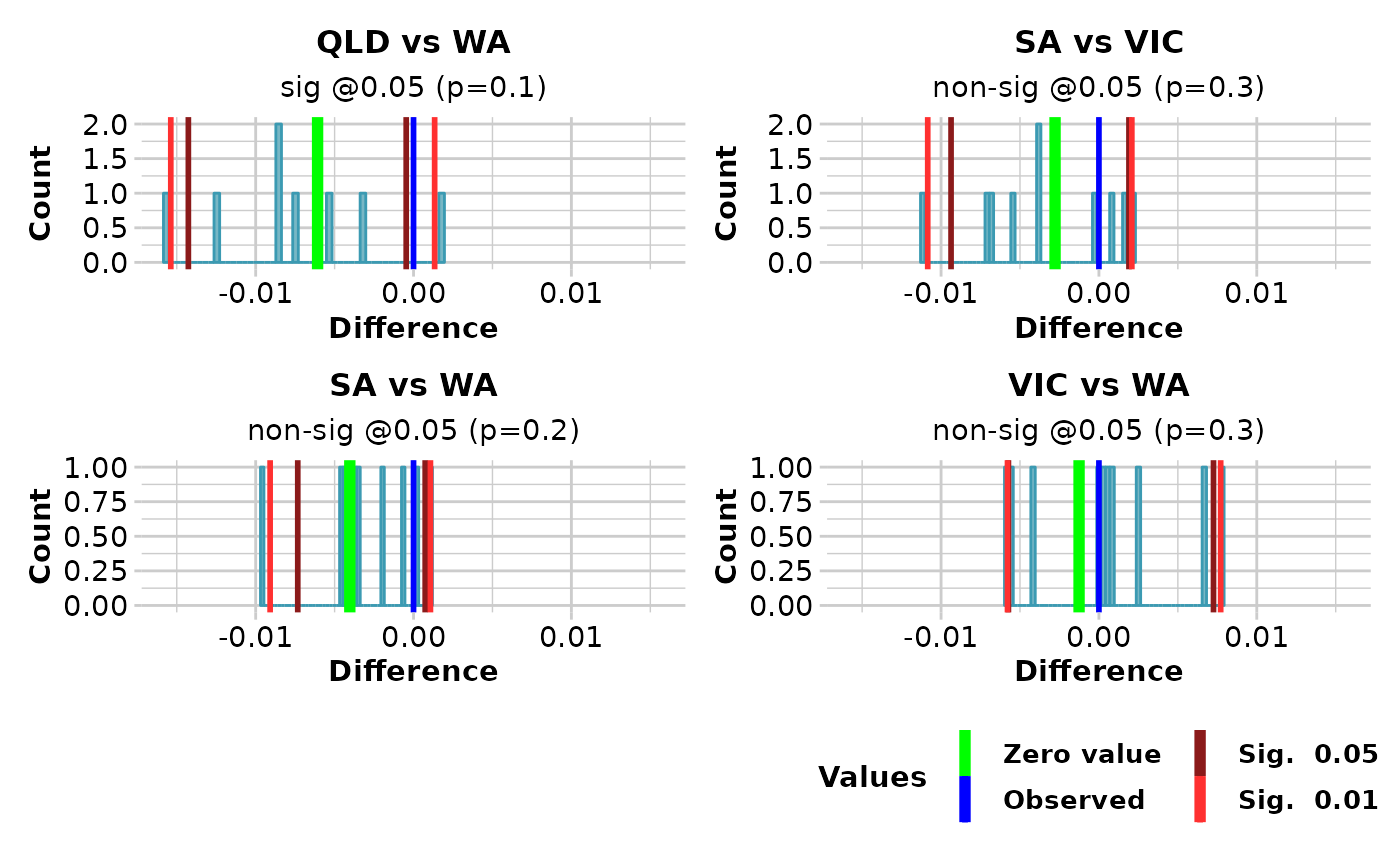 QLD vs WA
sig @0.05 (p=0.1)
Count
2.0
1.5
1.0
0.5
0.0
-0.01 0.00 0.01
Difference
SA vs VIC
non-sig @0.05 (p=0.3)
Count
2.0
1.5
1.0
0.5
0.0
-0.01 0.00 0.01
Difference
SA vs WA
non-sig @0.05 (p=0.2)
Count
1.00
0.75
0.50
0.25
0.00
-0.01 0.00 0.01
Difference
VIC vs WA
non-sig @0.05 (p=0.3)
Count
1.00
0.75
0.50
0.25
0.00
-0.01 0.00 0.01
Difference
Values
Zero value
Observed
Sig.  0.05
Sig.  0.01